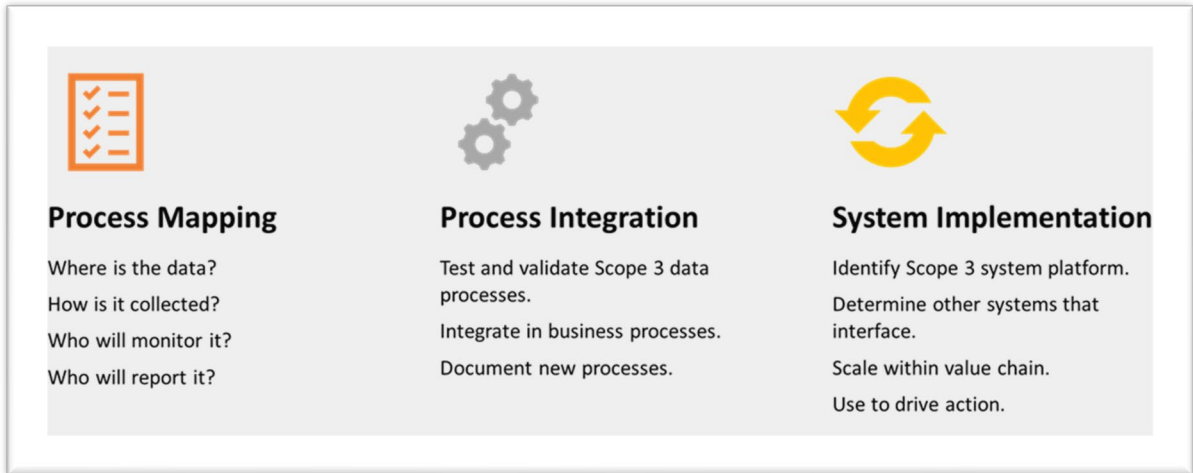 Process Mapping
Where is the data?
How is it collected?
Who will monitor it?
Who will report it?
Process Integration
Test and validate Scope 3 data
processes.
Integrate in business processes.
Document new processes.
System Implementation
Identify Scope 3 system platform.
Determine other systems that
interface.
Scale within value chain.
Use to drive action.